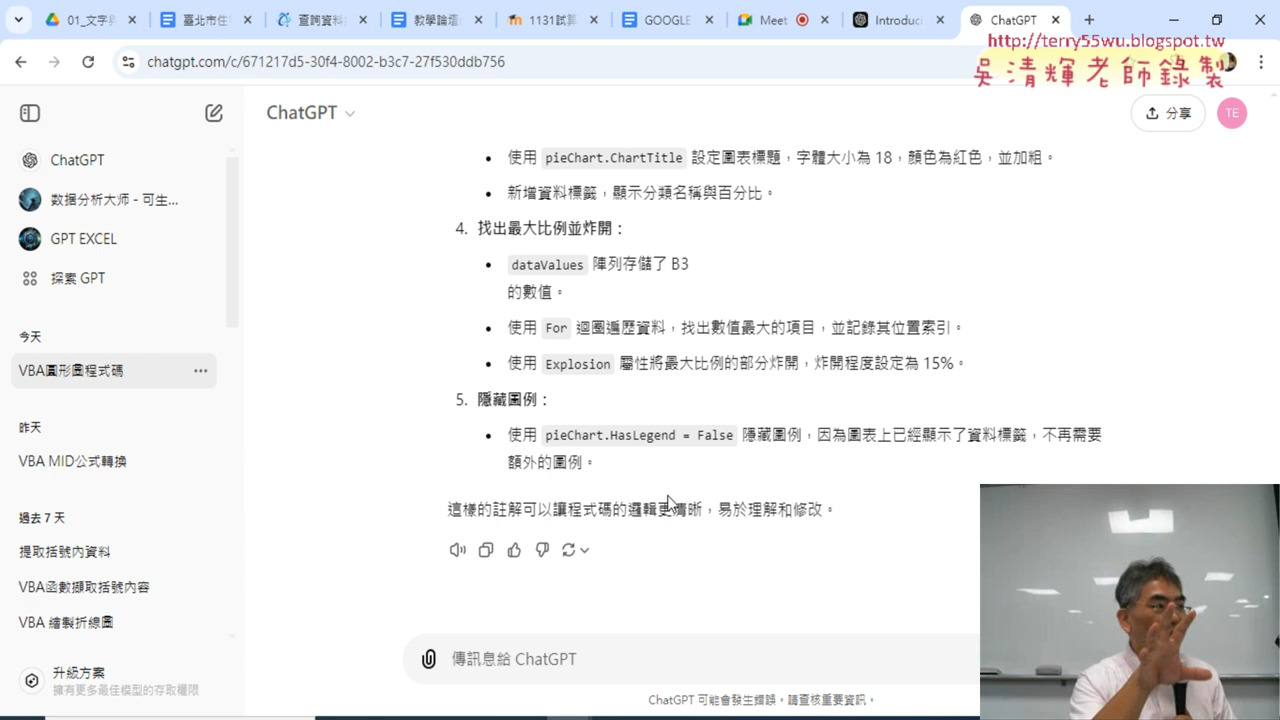 01_文字與
臺北市住
查詢資料
教學論壇
1131試算
GOOGLE
Meet
Introduci
ChatGPT
http://terry55wu.blogspot.tw
吳清輝老師錄製
chatgpt.com/c/671217d5-30f4-8002-b3c7-27f530ddb756
ChatGPT
分享
TE
ChatGPT
数据分析大师 - 可生...
GPT EXCEL
探索 GPT
今天
VBA圓形圖程式碼
昨天
VBA MID公式轉換
過去 7 天
提取括號內資料
VBA函數擷取括號內容
VBA 繪製折線圖
升級方案
擁有更多最佳模型的存取權限
使用 pieChart.ChartTitle 設定圖表標題，字體大小為 18，顏色為紅色，並加粗。
新增資料標籤，顯示分類名稱與百分比。
4. 找出最大比例並炸開：
dataValues 陣列存儲了 B3
的數值。
使用 For 迴圈遍歷資料，找出數值最大的項目，並記錄其位置索引。
使用 Explosion 屬性將最大比例的部分炸開，炸開程度設定為 15%。
5. 隱藏圖例：
使用 pieChart.HasLegend = False 隱藏圖例，因為圖表上已經顯示了資料標籤，不再需要
額外的圖例。
這樣的註解可以讓程式碼的邏輯更清晰，易於理解和修改。
傳訊息給 ChatGPT
ChatGPT 可能會發生錯誤。請查核重要資訊。